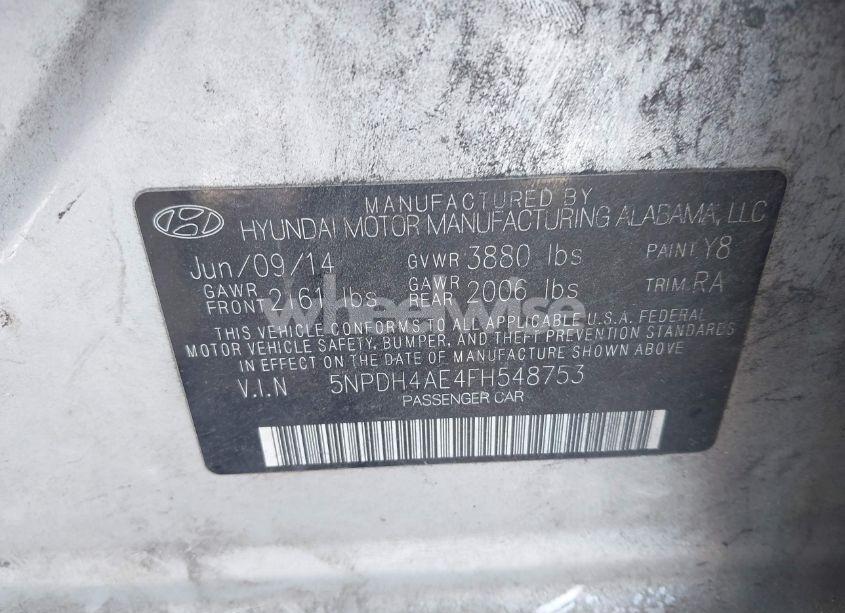 MANUFACTURED BY
HYUNDAI MOTOR MANUFACTURING ALABAMA, LLC
Jun/09/14 GVWR 3880 lbs PAINT Y8
GAWR FRONT 2161 lbs GAWR REAR 2006 lbs TRIM RA
wheelwise
THIS VEHICLE CONFORMS TO ALL APPLICABLE U.S.A. FEDERAL
MOTOR VEHICLE SAFETY, BUMPER, AND THEFT PREVENTION STANDARDS
IN EFFECT ON THE DATE OF MANUFACTURE SHOWN ABOVE
V.I.N 5NPDH4AE4FH548753
PASSENGER CAR